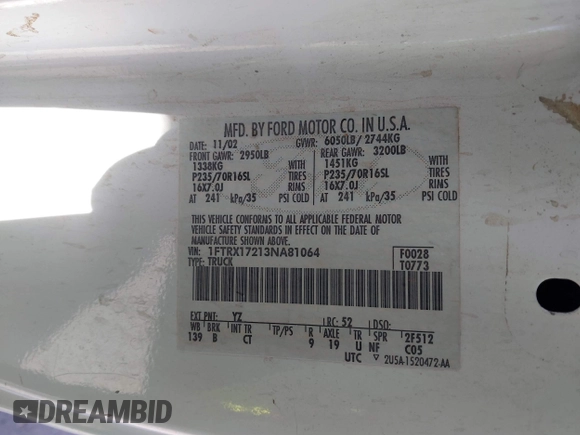 MFD. BY FORD MOTOR CO. IN U.S.A.
DATE: 11/02 GVWR: 6050LB/ 2744KG
FRONT GAWR: 2950LB REAR GAWR: 3200LB
1338KG WITH 1451KG WITH
P235/70R16SL TIRES P235/70R16SL TIRES
16X7.0J RIMS 16X7.0J RIMS
AT 241 kPa/35 PSI COLD AT 241 kPa/35 PSI COLD
THIS VEHICLE CONFORMS TO ALL APPLICABLE FEDERAL MOTOR
VEHICLE SAFETY STANDARDS IN EFFECT ON THE DATE OF
MANUFACTURE SHOWN ABOVE.
VIN: 1FTRX17213NA81064 F0028
TYPE: TRUCK T0773
EXT PNT: YZ RC: 52 DSO:
WB BRK INT TR TP/PS R AXLE TR SPR 2F512
139 B CT 9 19 U NF C05
UTC ▽ 2U5A-1520472-AA
DREAMBID